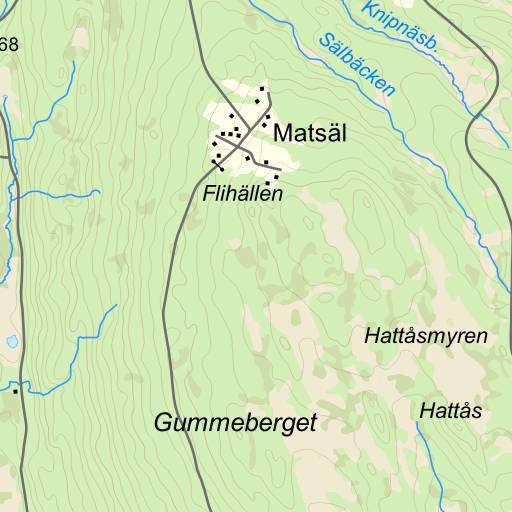 Knipnäsb.
Sälbäcken
68
Matsäl
Flihällen
Hattåsmyren
Hattås
Gummeberget